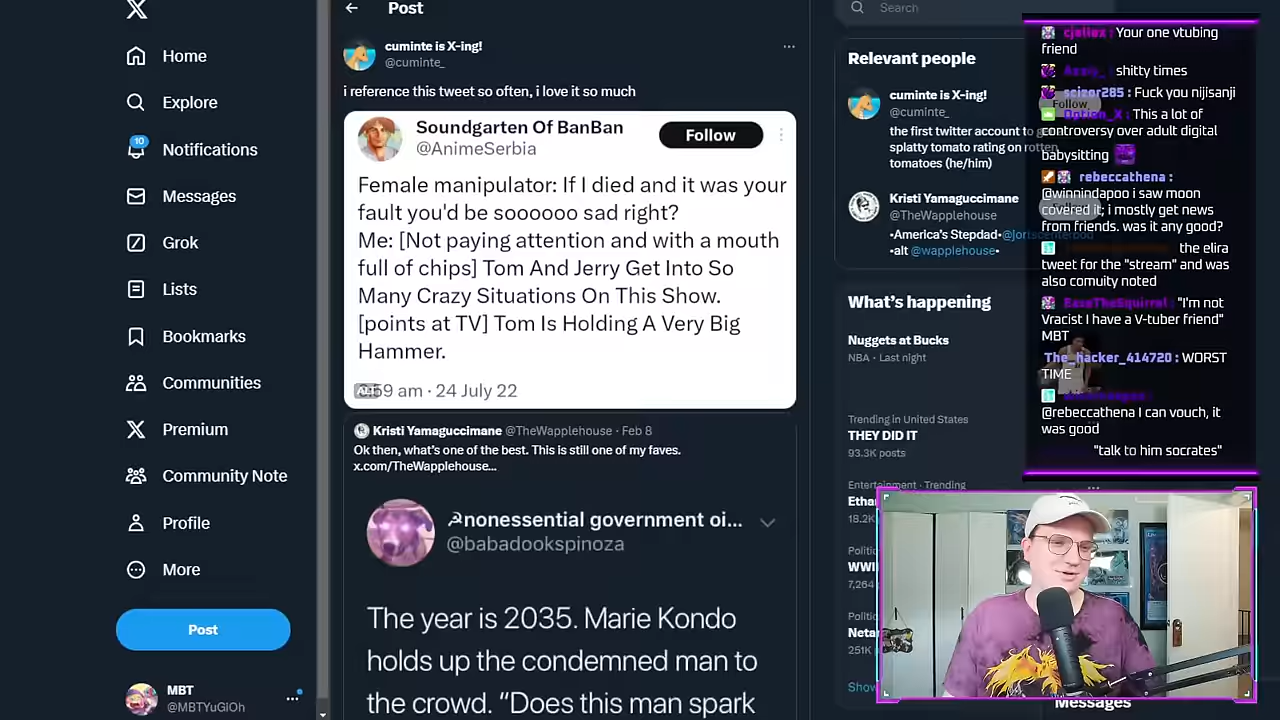 Home
Explore
10
Notifications
Messages
Grok
Lists
Bookmarks
Communities
Premium
Community Note
Profile
More
Post
MBT
@MBTYuGiOh
Post
cuminte is X-ing!
@cuminte_
i reference this tweet so often, i love it so much
Soundgarten Of BanBan
@AnimeSerbia
Follow
Female manipulator: If I died and it was your
fault you'd be soooooo sad right?
Me: [Not paying attention and with a mouth
full of chips] Tom And Jerry Get Into So
Many Crazy Situations On This Show.
[points at TV] Tom Is Holding A Very Big
Hammer.
59 am · 24 July 22
Kristi Yamaguccimane @TheWapplehouse · Feb 8
Ok then, what's one of the best. This is still one of my faves.
x.com/TheWapplehouse...
☭nonessential government oi...
@babadookspinoza
The year is 2035. Marie Kondo
holds up the condemned man to
the crowd. "Does this man spark
Search
Relevant people
cuminte is X-ing!
@cuminte_
Follow
the first twitter account to g
splatty tomato rating on rotten
tomatoes (he/him)
Kristi Yamaguccimane
@TheWapplehouse
•America's Stepdad•@jortscenterbod
•alt @wapplehouse•
What's happening
Nuggets at Bucks
NBA · Last night
Trending in United States
THEY DID IT
93.3K posts
Entertainment · Trending
Ethan
18.2K
Politic
WWI
7,264
Politic
Neta
251K
Show
Messages
cjellux : Your one vtubing
friend
shitty times
scizor285 : Fuck you nijisanji
Option_X : This a lot of
controversy over adult digital
babysitting
rebeccathena :
@winnindapoo i saw moon
covered it; i mostly get news
from friends. was it any good?
the elira
tweet for the "stream" and was
also comuity noted
EaseTheSquirrel : "I'm not
Vracist I have a V-tuber friend"
MBT
The_hacker_414720 : WORST
TIME
@rebeccathena I can vouch, it
was good
"talk to him socrates"